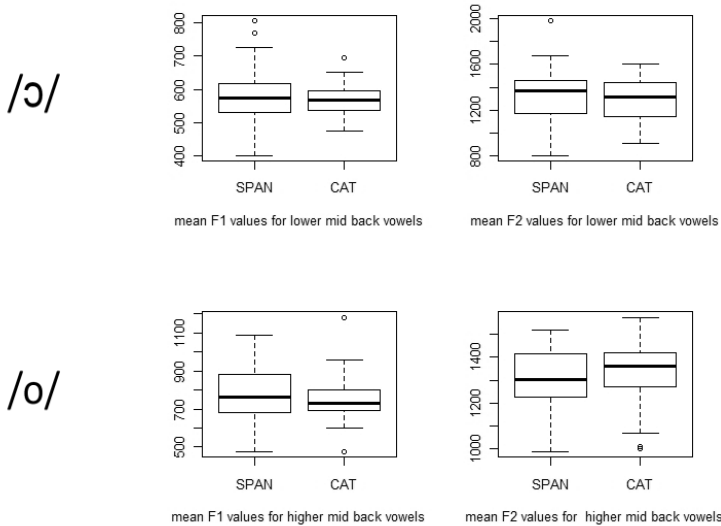 /ɔ/
400 500 600 700 800
SPAN CAT
mean F1 values for lower mid back vowels
800 1200 1600 2000
SPAN CAT
mean F2 values for lower mid back vowels
/o/
500 700 900 1100
SPAN CAT
mean F1 values for higher mid back vowels
1000 1200 1400
SPAN CAT
mean F2 values for higher mid back vowels